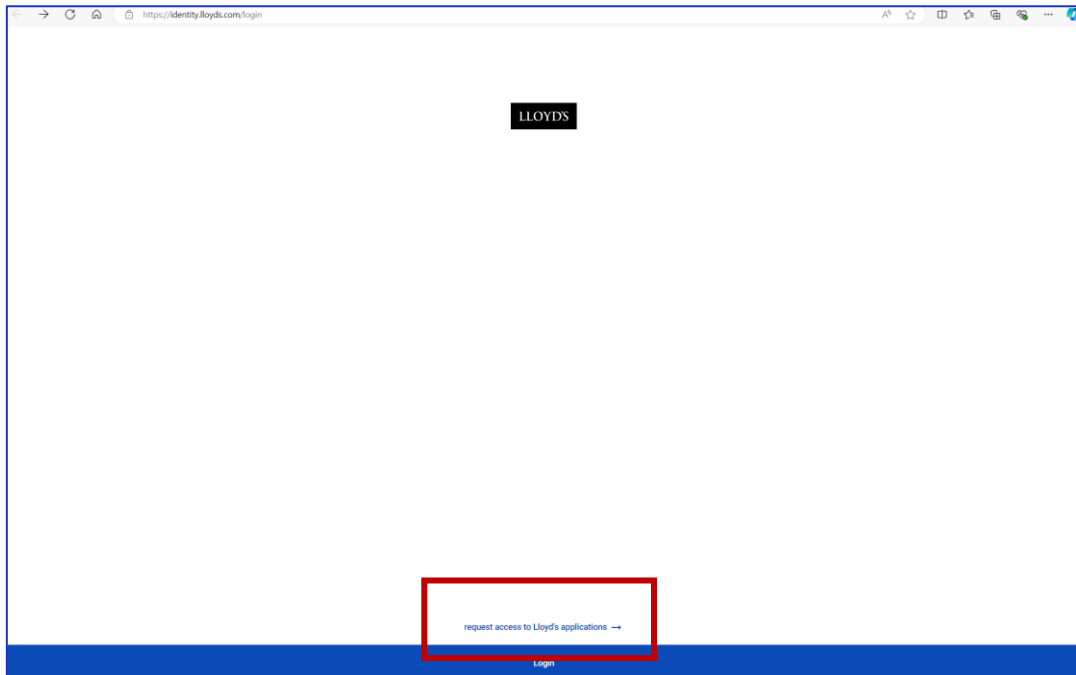 https://identity.lloyds.com/login
LLOYD'S
request access to Lloyd's applications →
Login